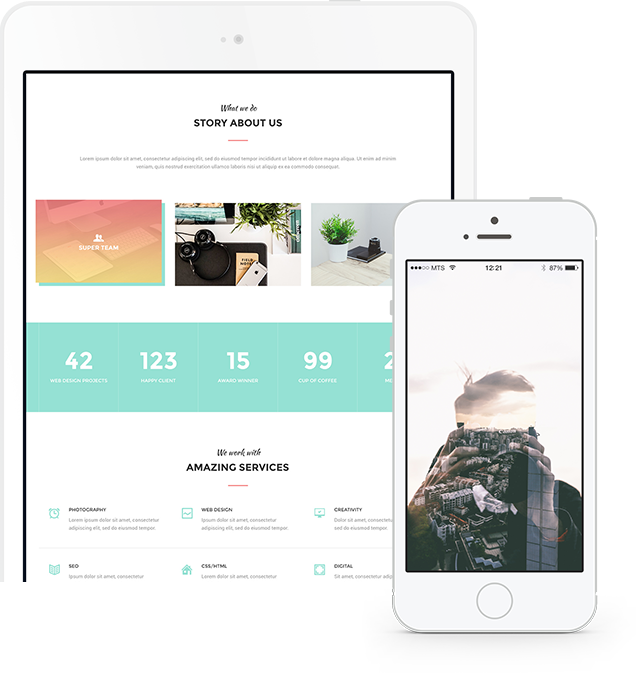 What we do
STORY ABOUT US
Lorem ipsum dolor sit amet, consectetur adipiscing elit, sed do eiusmod tempor incididunt ut labore et dolore magna aliqua. Ut enim ad minim
veniam, quis nostrud exercitation ullamco laboris nisi ut aliquip ex ea commodo consequat.
SUPER TEAM
FIELD NOTES
42
WEB DESIGN PROJECTS
123
HAPPY CLIENT
15
AWARD WINNER
99
CUP OF COFFEE
2
ME
We work with
AMAZING SERVICES
PHOTOGRAPHY
Lorem ipsum dolor sit amet, consectetur
adipiscing elit, sed do eiusmod tempor.
WEB DESIGN
Lorem ipsum dolor sit amet, consectetur
adipiscing elit, sed do eiusmod tempor.
CREATIVITY
Lorem ipsum dolor sit
adipiscing elit, sed do
SEO
Ipsum dolor sit amet, consectetur
CSS/HTML
Lorem dolor sit amet, consectetur
DIGITAL
Sit amet, consectetur adip
MTS
12:21
87%